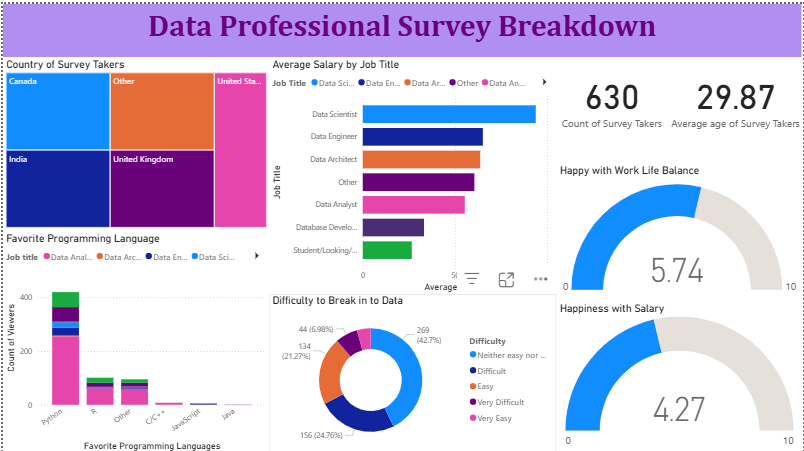 Data Professional Survey Breakdown
Country of Survey Takers
Canada
Other
United Sta...
India
United Kingdom
Average Salary by Job Title
Job Title Data Sci... Data En... Data Ar... Other Data An...
Job Title
Data Scientist
Data Engineer
Data Architect
Other
Data Analyst
Database Develo...
Student/Looking/...
0
Average
630
Count of Survey Takers
29.87
Average age of Survey Takers
Happy with Work Life Balance
5.74
0
10
Favorite Programming Language
Job title Data Anal... Data Arc... Data En... Data Sci...
Count of Viewers
400
200
0
Python
R
Other
C/C++
JavaScript
Java
Favorite Programming Languages
Difficulty to Break in to Data
44 (6.98%)
134
(21.27%)
269
(42.7%)
156 (24.76%)
Difficulty
Neither easy nor ...
Difficult
Easy
Very Difficult
Very Easy
Happiness with Salary
4.27
0
10